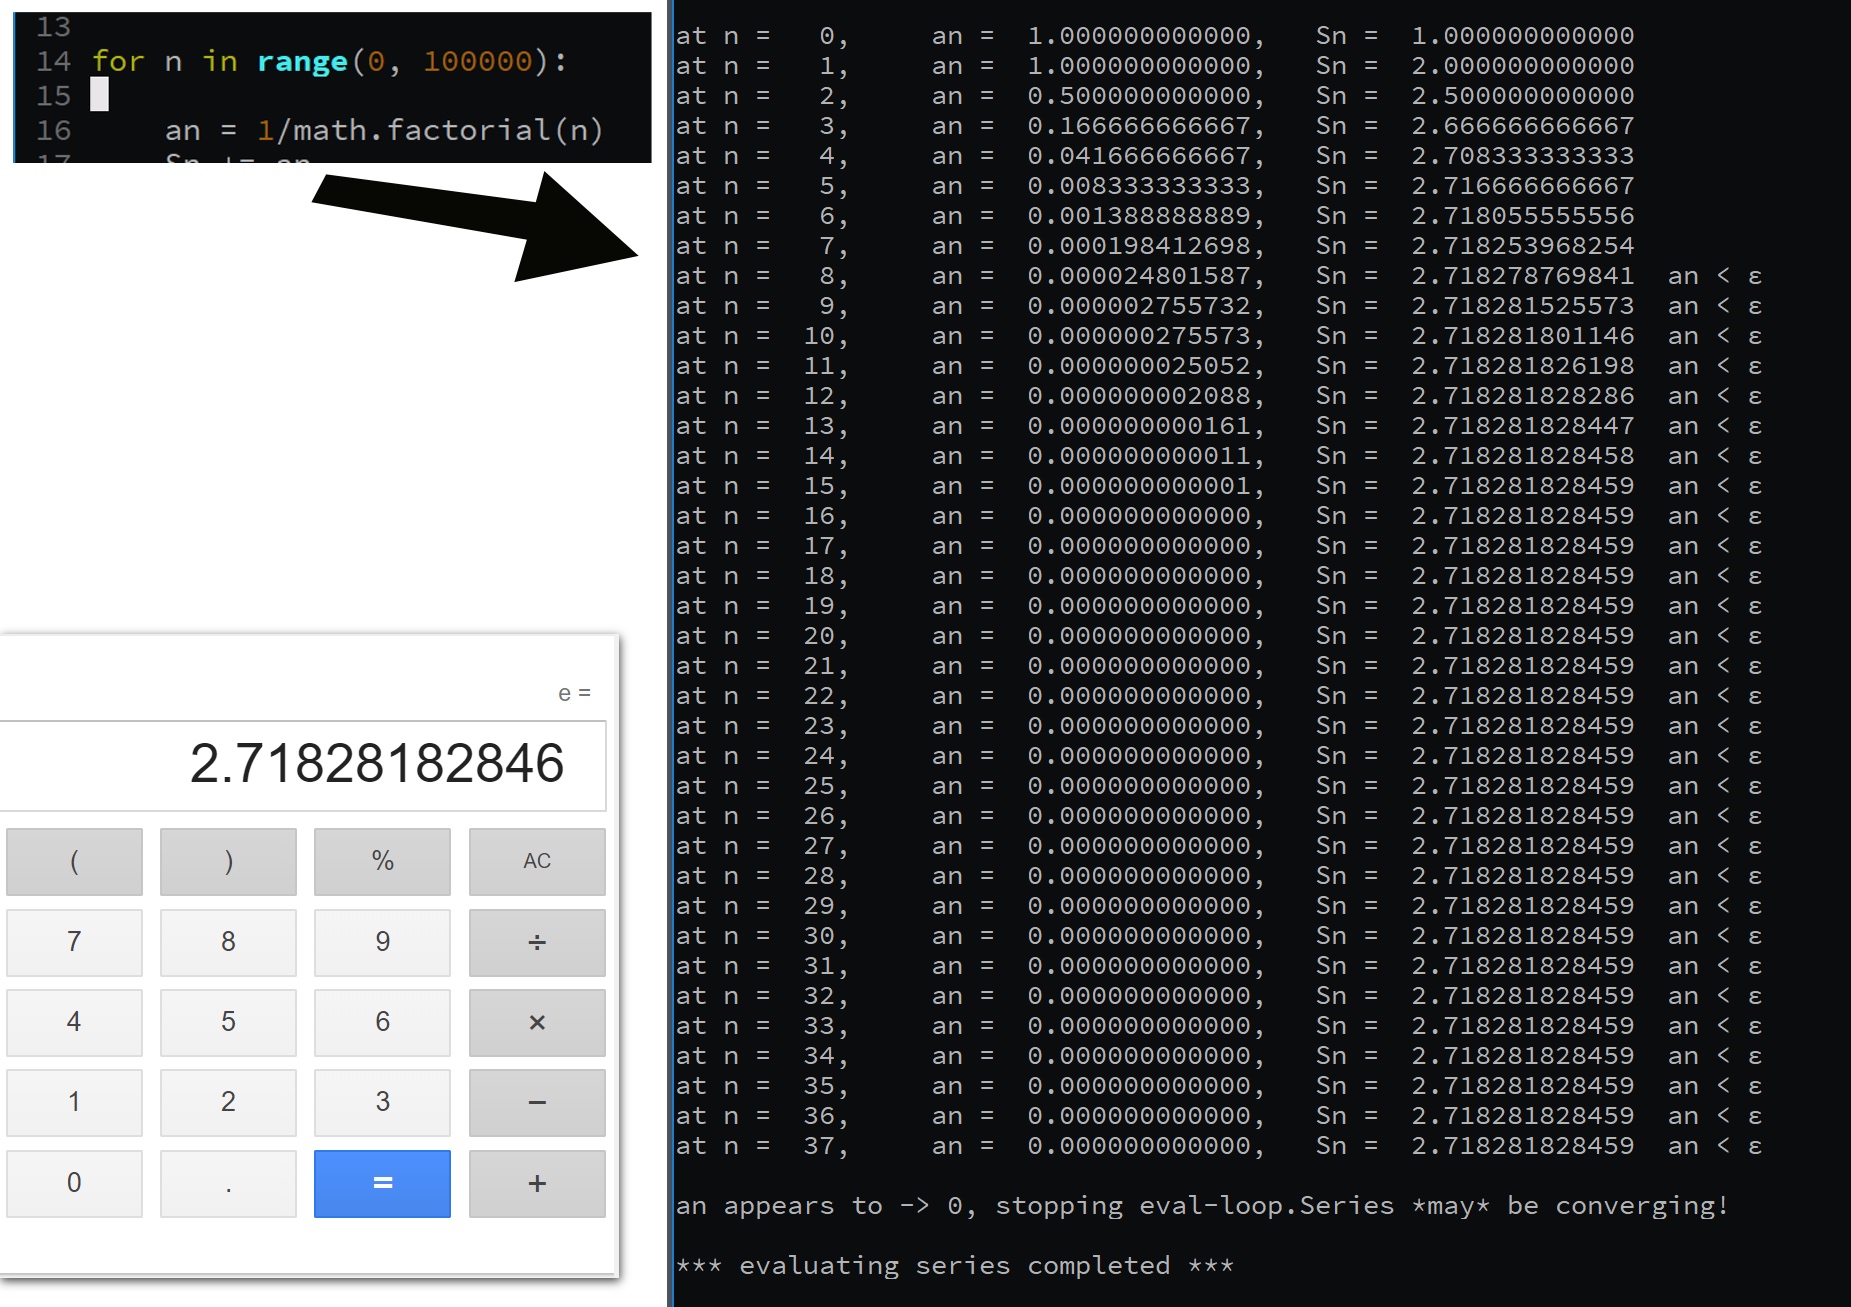 13
14 for n in range(0, 100000):
15
16     an = 1/math.factorial(n)
17     Sn += an
e =
2.71828182846
( ) % AC
7 8 9 ÷
4 5 6 ×
1 2 3 −
0 . = +
at n =   0,     an =  1.000000000000,   Sn =  1.000000000000
at n =   1,     an =  1.000000000000,   Sn =  2.000000000000
at n =   2,     an =  0.500000000000,   Sn =  2.500000000000
at n =   3,     an =  0.166666666667,   Sn =  2.666666666667
at n =   4,     an =  0.041666666667,   Sn =  2.708333333333
at n =   5,     an =  0.008333333333,   Sn =  2.716666666667
at n =   6,     an =  0.001388888889,   Sn =  2.718055555556
at n =   7,     an =  0.000198412698,   Sn =  2.718253968254
at n =   8,     an =  0.000024801587,   Sn =  2.718278769841  an < ε
at n =   9,     an =  0.000002755732,   Sn =  2.718281525573  an < ε
at n =  10,     an =  0.000000275573,   Sn =  2.718281801146  an < ε
at n =  11,     an =  0.000000025052,   Sn =  2.718281826198  an < ε
at n =  12,     an =  0.000000002088,   Sn =  2.718281828286  an < ε
at n =  13,     an =  0.000000000161,   Sn =  2.718281828447  an < ε
at n =  14,     an =  0.000000000011,   Sn =  2.718281828458  an < ε
at n =  15,     an =  0.000000000001,   Sn =  2.718281828459  an < ε
at n =  16,     an =  0.000000000000,   Sn =  2.718281828459  an < ε
at n =  17,     an =  0.000000000000,   Sn =  2.718281828459  an < ε
at n =  18,     an =  0.000000000000,   Sn =  2.718281828459  an < ε
at n =  19,     an =  0.000000000000,   Sn =  2.718281828459  an < ε
at n =  20,     an =  0.000000000000,   Sn =  2.718281828459  an < ε
at n =  21,     an =  0.000000000000,   Sn =  2.718281828459  an < ε
at n =  22,     an =  0.000000000000,   Sn =  2.718281828459  an < ε
at n =  23,     an =  0.000000000000,   Sn =  2.718281828459  an < ε
at n =  24,     an =  0.000000000000,   Sn =  2.718281828459  an < ε
at n =  25,     an =  0.000000000000,   Sn =  2.718281828459  an < ε
at n =  26,     an =  0.000000000000,   Sn =  2.718281828459  an < ε
at n =  27,     an =  0.000000000000,   Sn =  2.718281828459  an < ε
at n =  28,     an =  0.000000000000,   Sn =  2.718281828459  an < ε
at n =  29,     an =  0.000000000000,   Sn =  2.718281828459  an < ε
at n =  30,     an =  0.000000000000,   Sn =  2.718281828459  an < ε
at n =  31,     an =  0.000000000000,   Sn =  2.718281828459  an < ε
at n =  32,     an =  0.000000000000,   Sn =  2.718281828459  an < ε
at n =  33,     an =  0.000000000000,   Sn =  2.718281828459  an < ε
at n =  34,     an =  0.000000000000,   Sn =  2.718281828459  an < ε
at n =  35,     an =  0.000000000000,   Sn =  2.718281828459  an < ε
at n =  36,     an =  0.000000000000,   Sn =  2.718281828459  an < ε
at n =  37,     an =  0.000000000000,   Sn =  2.718281828459  an < ε
an appears to -> 0, stopping eval-loop.Series *may* be converging!
*** evaluating series completed ***